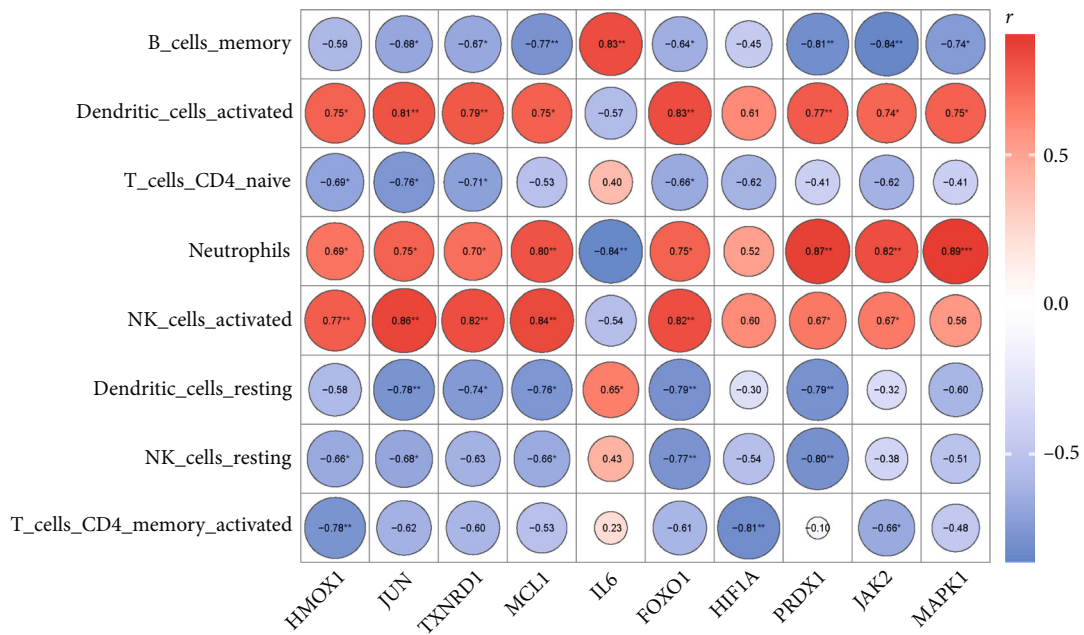 r
B_cells_memory −0.59 −0.68* −0.67* −0.77** 0.83** −0.64* −0.45 −0.81** −0.84** −0.74*
Dendritic_cells_activated 0.75* 0.81** 0.79** 0.75* −0.57 0.83** 0.61 0.77** 0.74* 0.75*
0.5
T_cells_CD4_naive −0.69* −0.76* −0.71* −0.53 0.40 −0.66* −0.62 −0.41 −0.62 −0.41
Neutrophils 0.69* 0.75* 0.70* 0.80** −0.84** 0.75* 0.52 0.87** 0.82** 0.89***
0.0
NK_cells_activated 0.77** 0.86** 0.82** 0.84** −0.54 0.82** 0.60 0.67* 0.67* 0.56
Dendritic_cells_resting −0.58 −0.78** −0.74* −0.76* 0.65* −0.79** −0.30 −0.79** −0.32 −0.60
−0.5
NK_cells_resting −0.66* −0.68* −0.63 −0.66* 0.43 −0.77** −0.54 −0.80** −0.38 −0.51
T_cells_CD4_memory_activated −0.78** −0.62 −0.60 −0.53 0.23 −0.61 −0.81** −0.10 −0.66* −0.48
HMOX1 JUN TXNRD1 MCL1 IL6 FOXO1 HIF1A PRDX1 JAK2 MAPK1